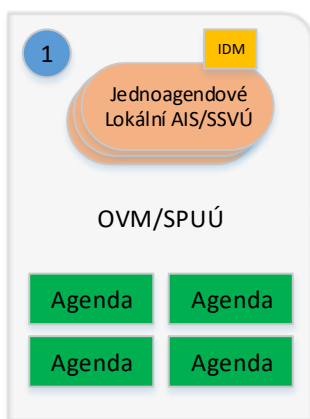 1
IDM
Jednoagendové
Lokální AIS/SSVÚ
OVM/SPUÚ
Agenda
Agenda
Agenda
Agenda